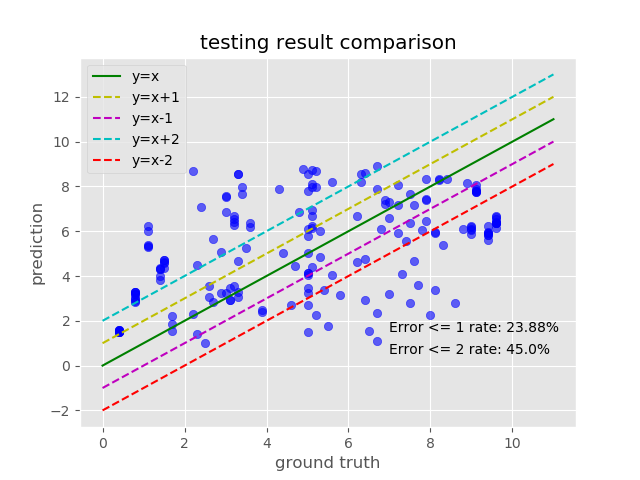 testing result comparison
y=x
y=x+1
y=x-1
y=x+2
y=x-2
12
10
8
6
4
2
0
−2
prediction
Error <= 1 rate: 23.88%
Error <= 2 rate: 45.0%
0 2 4 6 8 10
ground truth